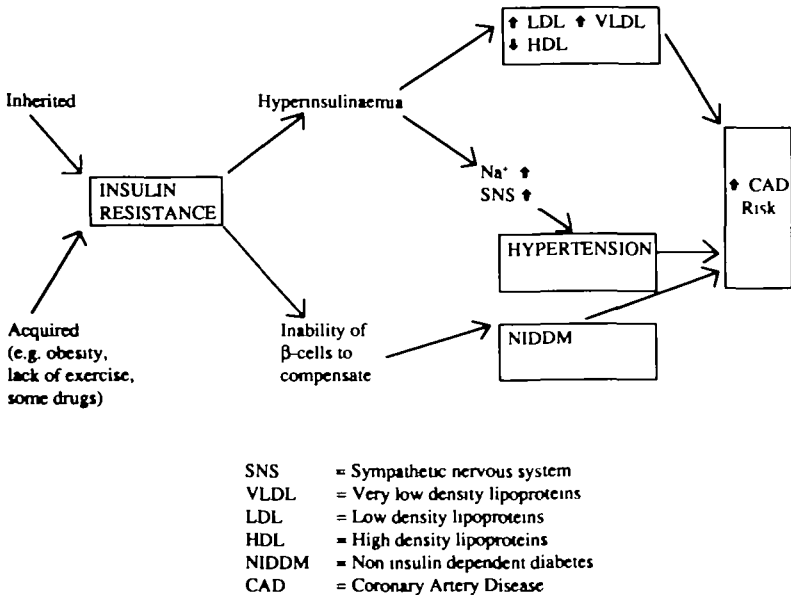 ↑ LDL ↑ VLDL
↓ HDL
Inherited
Hyperinsulinaemia
INSULIN
RESISTANCE
Na⁺ ↑
SNS ↑
↑ CAD
Risk
HYPERTENSION
Acquired
(e.g. obesity,
lack of exercise,
some drugs)
Inability of
β-cells to
compensate
NIDDM
SNS = Sympathetic nervous system
VLDL = Very low density lipoproteins
LDL = Low density lipoproteins
HDL = High density lipoproteins
NIDDM = Non insulin dependent diabetes
CAD = Coronary Artery Disease